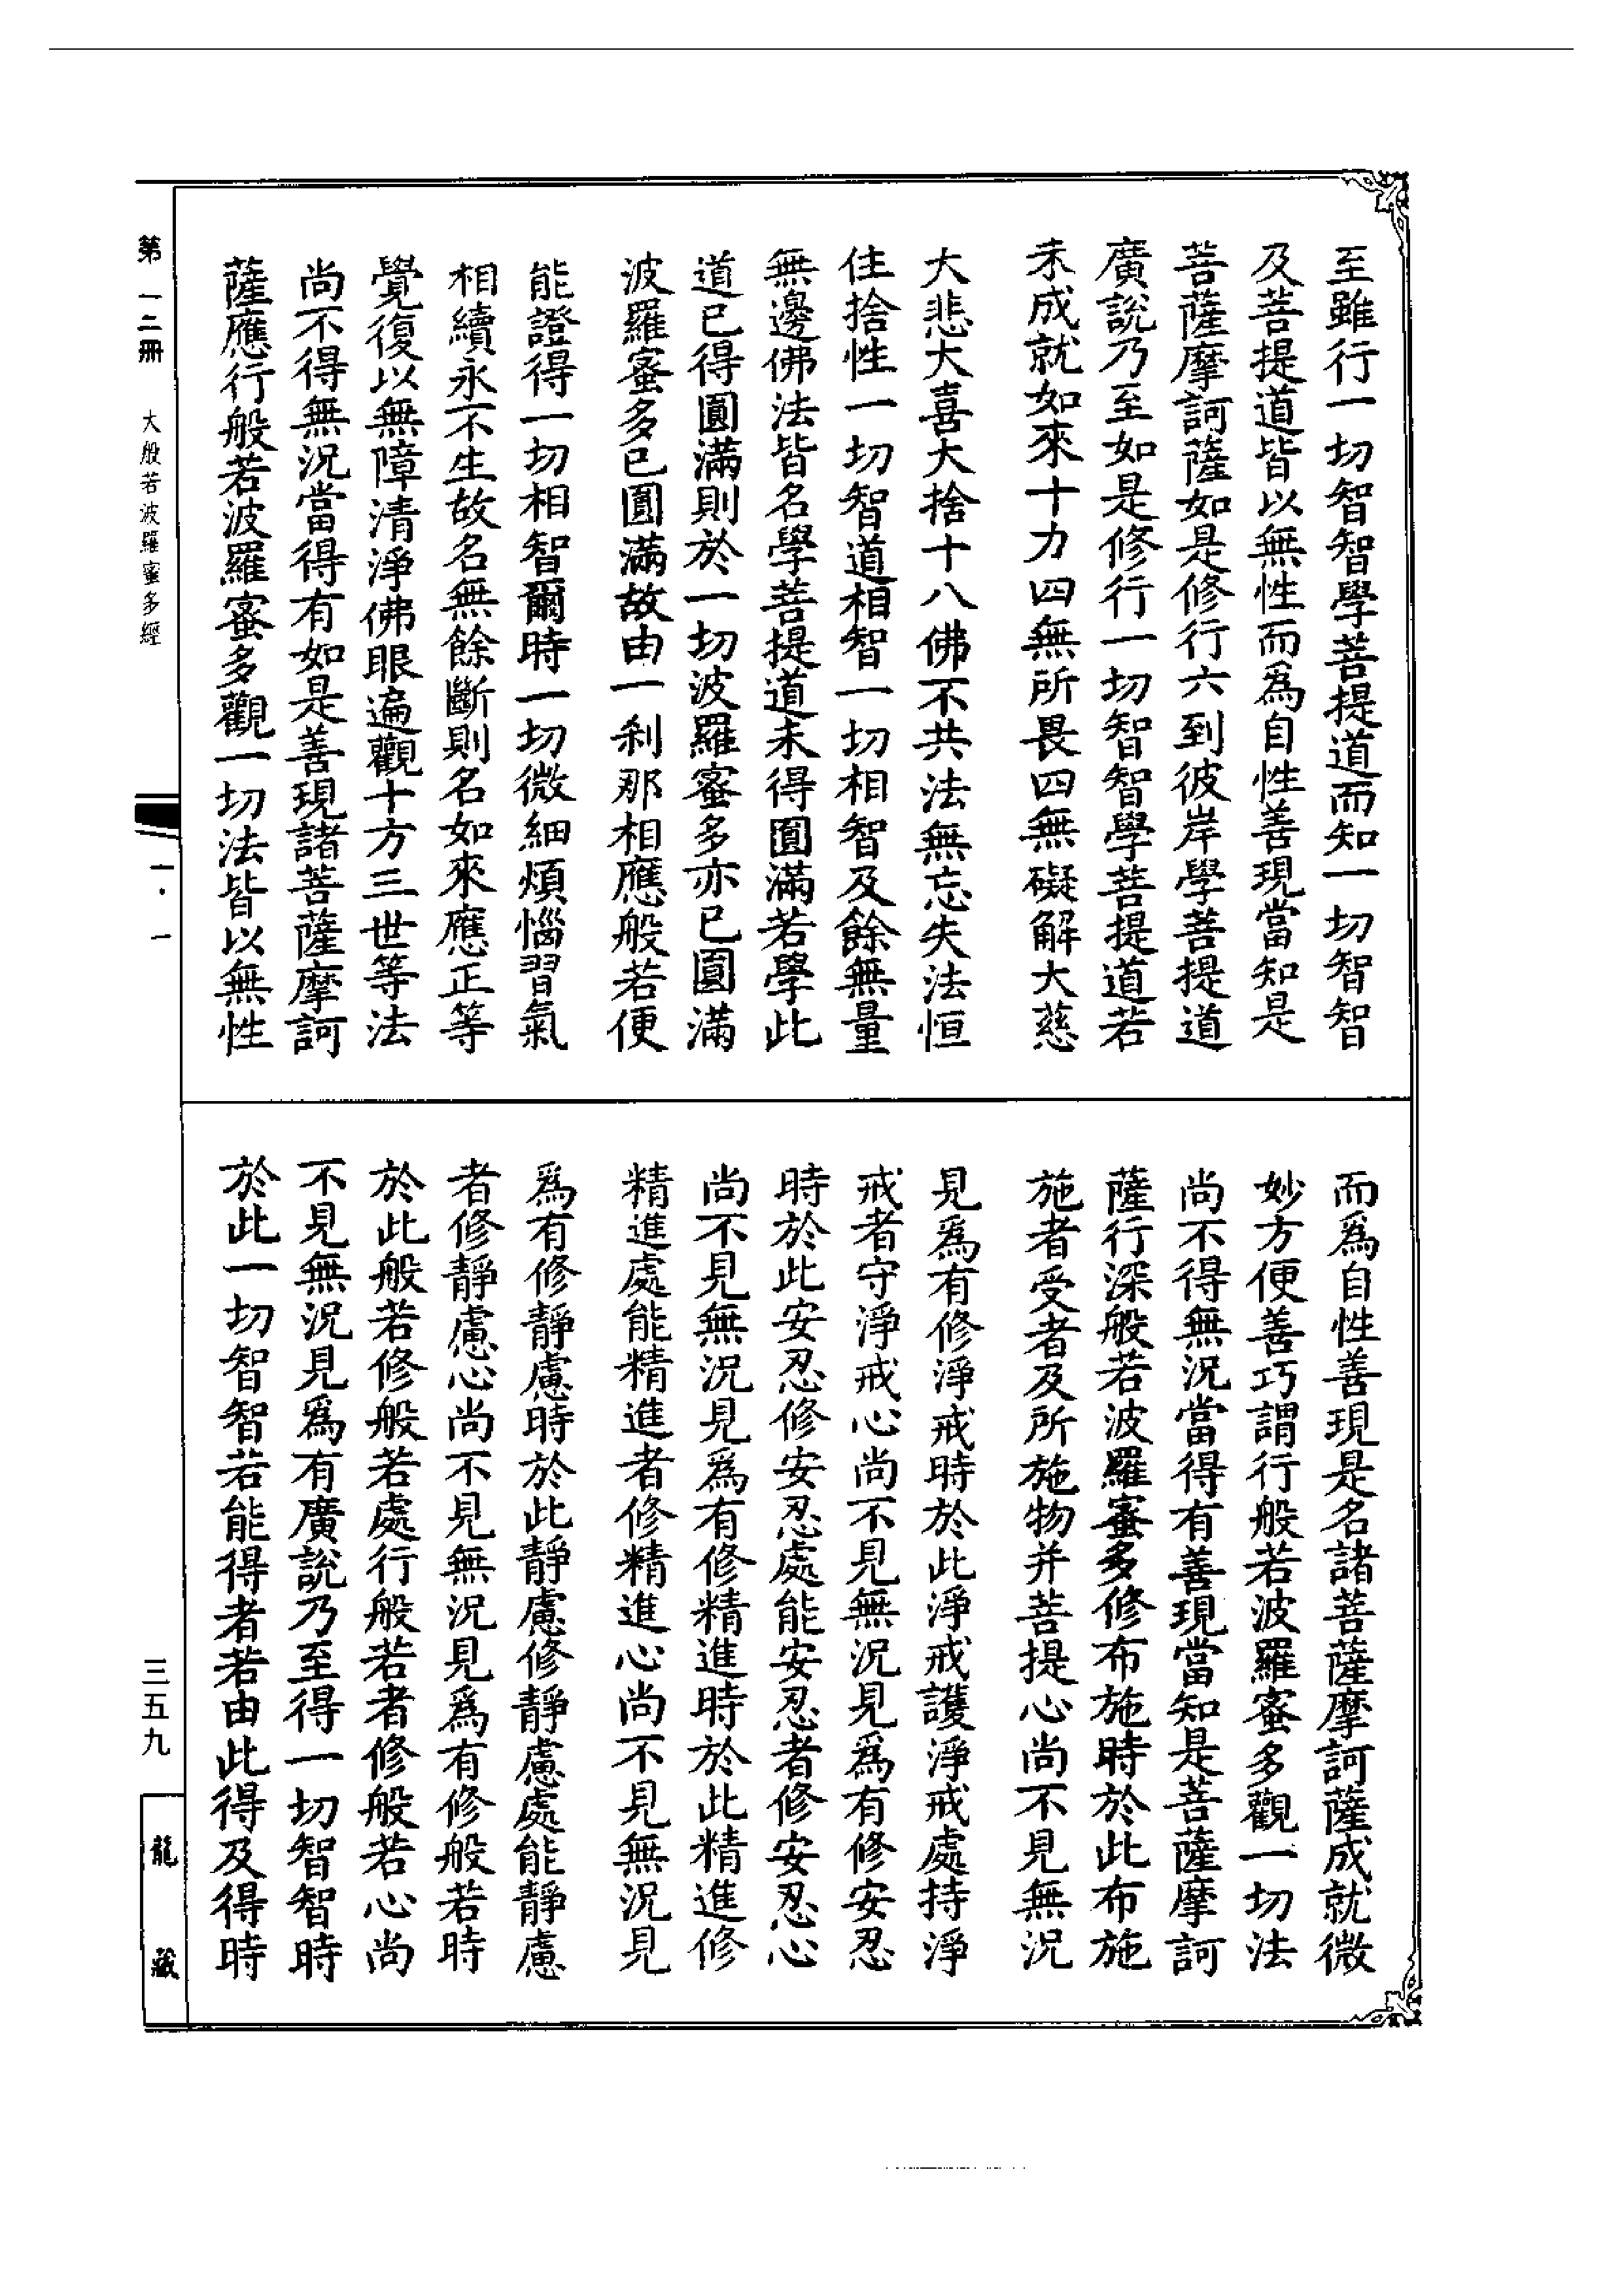 至雖行一切智智學菩提道而知一切智智
及菩提道皆以無性而為自性善現當知是
菩薩摩訶薩如是修行六到彼岸學菩提道
廣說乃至如是修行一切智智學菩提道若
未成就如來十力四無所畏四無礙解大慈
大悲大喜大捨十八佛不共法無忘失法恒
住捨性一切智道相智一切相智及餘無量
無邊佛法皆名學菩提道未得圓滿若學此
道已得圓滿則於一切波羅蜜多亦已圓滿
波羅蜜多已圓滿故由一刹那相應般若便
能證得一切相智爾時一切微細煩惱習氣
相續永不生故名無餘斷則名如來應正等
覺復以無障清淨佛眼遍觀十方三世等法
尚不得無況當得有如是善現諸菩薩摩訶
薩應行般若波羅蜜多觀一切法皆以無性
而爲自性善現是名諸菩薩摩訶薩成就微
妙方便善巧謂行般若波羅蜜多觀一切法
尚不得無況當得有善現當知是菩薩摩訶
薩行深般若波羅蜜多修布施時於此布施
施者受者及所施物并菩提心尚不見無況
見爲有修淨戒時於此淨戒護淨戒處持淨
戒者守淨戒心尚不見無況見爲有修安忍
時於此安忍修安忍處能安忍者修安忍心
尚不見無況見爲有修精進時於此精進修
精進處能精進者修精進心尚不見無況見
爲有修靜慮時於此靜慮修靜慮處能靜慮
者修靜慮心尚不見無況見爲有修般若時
於此般若修般若處行般若者修般若心尚
不見無況見爲有廣說乃至得一切智智時
於此一切智智若能得者若由此得及得時
第一二冊 大般若波羅蜜多經
一·一
三五九
龍藏